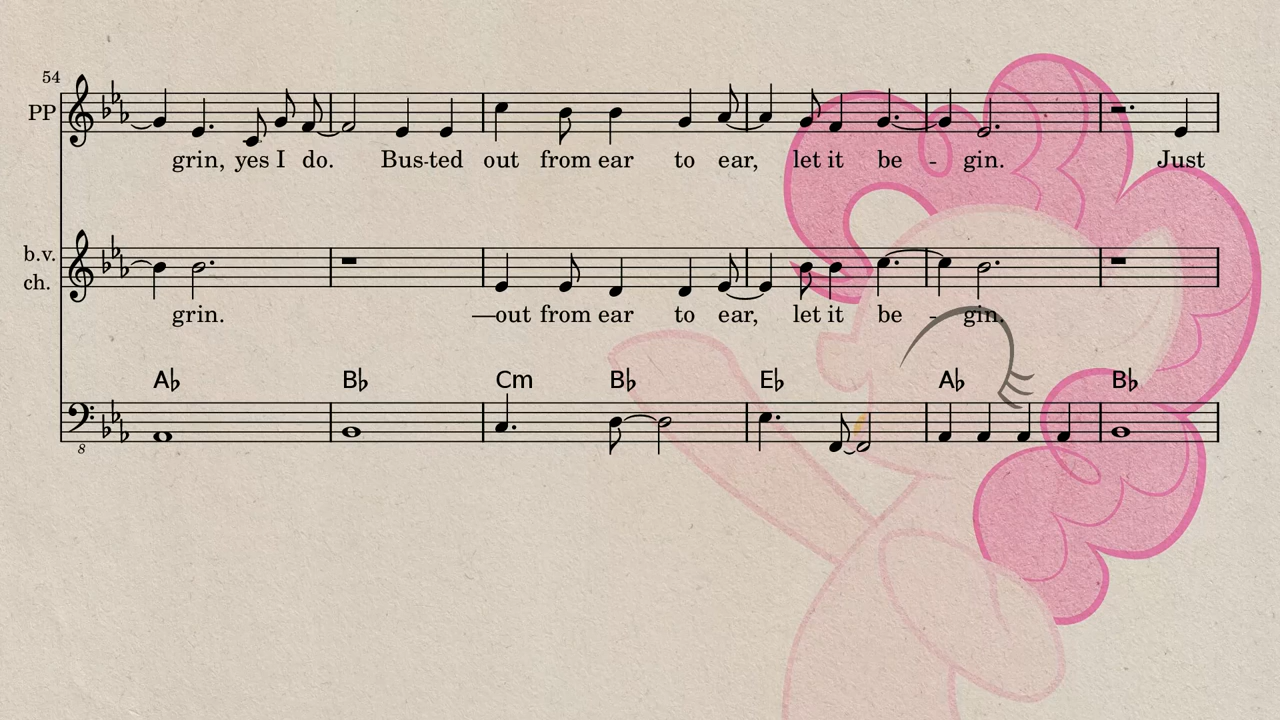 54
PP
grin, yes I do. Bus-ted out from ear to ear, let it be - gin. Just
b.v.
ch.
grin. —out from ear to ear, let it be - gin.
A♭ B♭ Cm B♭ E♭ A♭ B♭
8